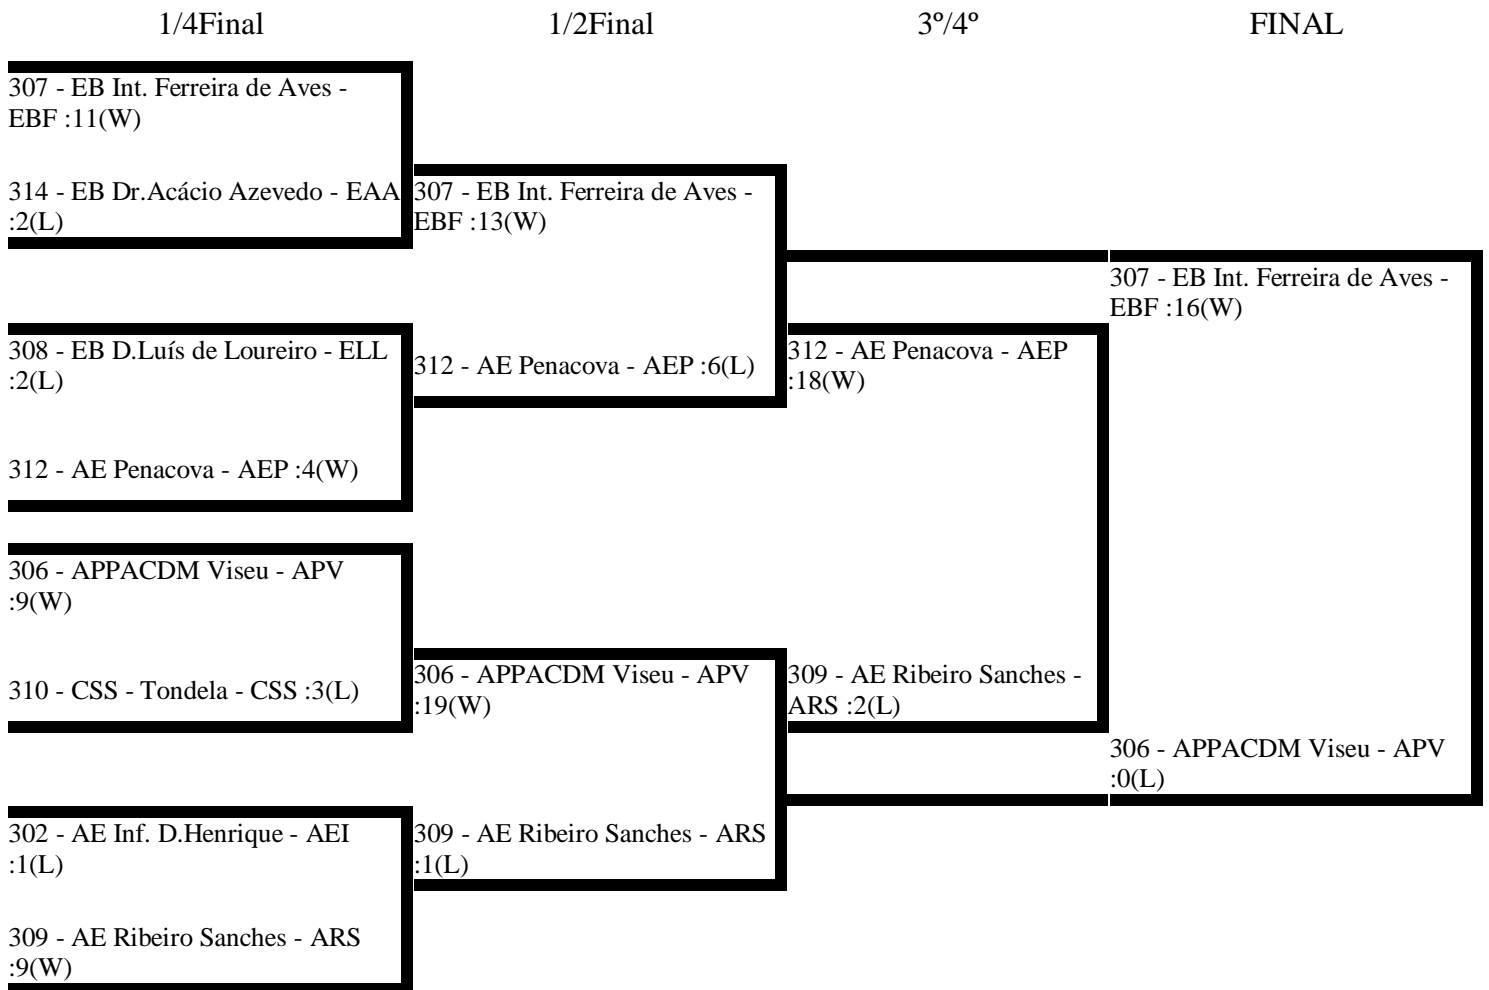 1/4Final
1/2Final
3º/4º
FINAL
307 - EB Int. Ferreira de Aves -
EBF :11(W)
314 - EB Dr.Acácio Azevedo - EAA
:2(L)
308 - EB D.Luís de Loureiro - ELL
:2(L)
312 - AE Penacova - AEP :4(W)
306 - APPACDM Viseu - APV
:9(W)
310 - CSS - Tondela - CSS :3(L)
302 - AE Inf. D.Henrique - AEI
:1(L)
309 - AE Ribeiro Sanches - ARS
:9(W)
307 - EB Int. Ferreira de Aves -
EBF :13(W)
312 - AE Penacova - AEP :6(L)
306 - APPACDM Viseu - APV
:19(W)
309 - AE Ribeiro Sanches - ARS
:1(L)
312 - AE Penacova - AEP
:18(W)
309 - AE Ribeiro Sanches -
ARS :2(L)
307 - EB Int. Ferreira de Aves -
EBF :16(W)
306 - APPACDM Viseu - APV
:0(L)